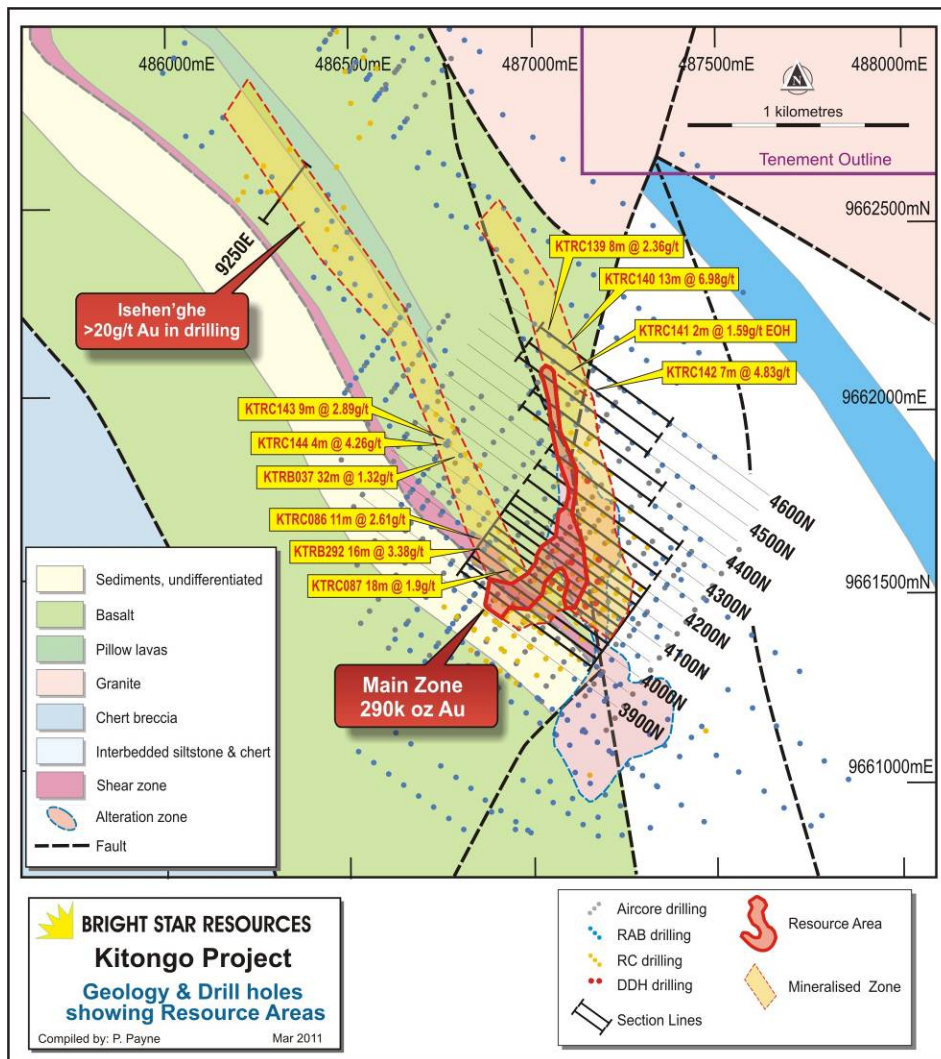 486000mE
486500mE
487000mE
487500mE
488000mE
N
1 kilometres
Tenement Outline
9662500mN
9250E
KTRC139 8m @ 2.36g/t
KTRC140 13m @ 6.98g/t
Isehen'ghe
>20g/t Au in drilling
KTRC141 2m @ 1.59g/t EOH
KTRC142 7m @ 4.83g/t
9662000mE
KTRC143 9m @ 2.89g/t
KTRC144 4m @ 4.26g/t
KTRB037 32m @ 1.32g/t
KTRC086 11m @ 2.61g/t
KTRB292 16m @ 3.38g/t
KTRC087 18m @ 1.9g/t
4600N
4500N
4400N
4300N
4200N
4100N
4000N
3900N
9661500mN
Main Zone
290k oz Au
9661000mE
Sediments, undifferentiated
Basalt
Pillow lavas
Granite
Chert breccia
Interbedded siltstone & chert
Shear zone
Alteration zone
Fault
BRIGHT STAR RESOURCES
Kitongo Project
Geology & Drill holes
showing Resource Areas
Compiled by: P. Payne Mar 2011
Aircore drilling
RAB drilling
RC drilling
DDH drilling
Section Lines
Resource Area
Mineralised Zone